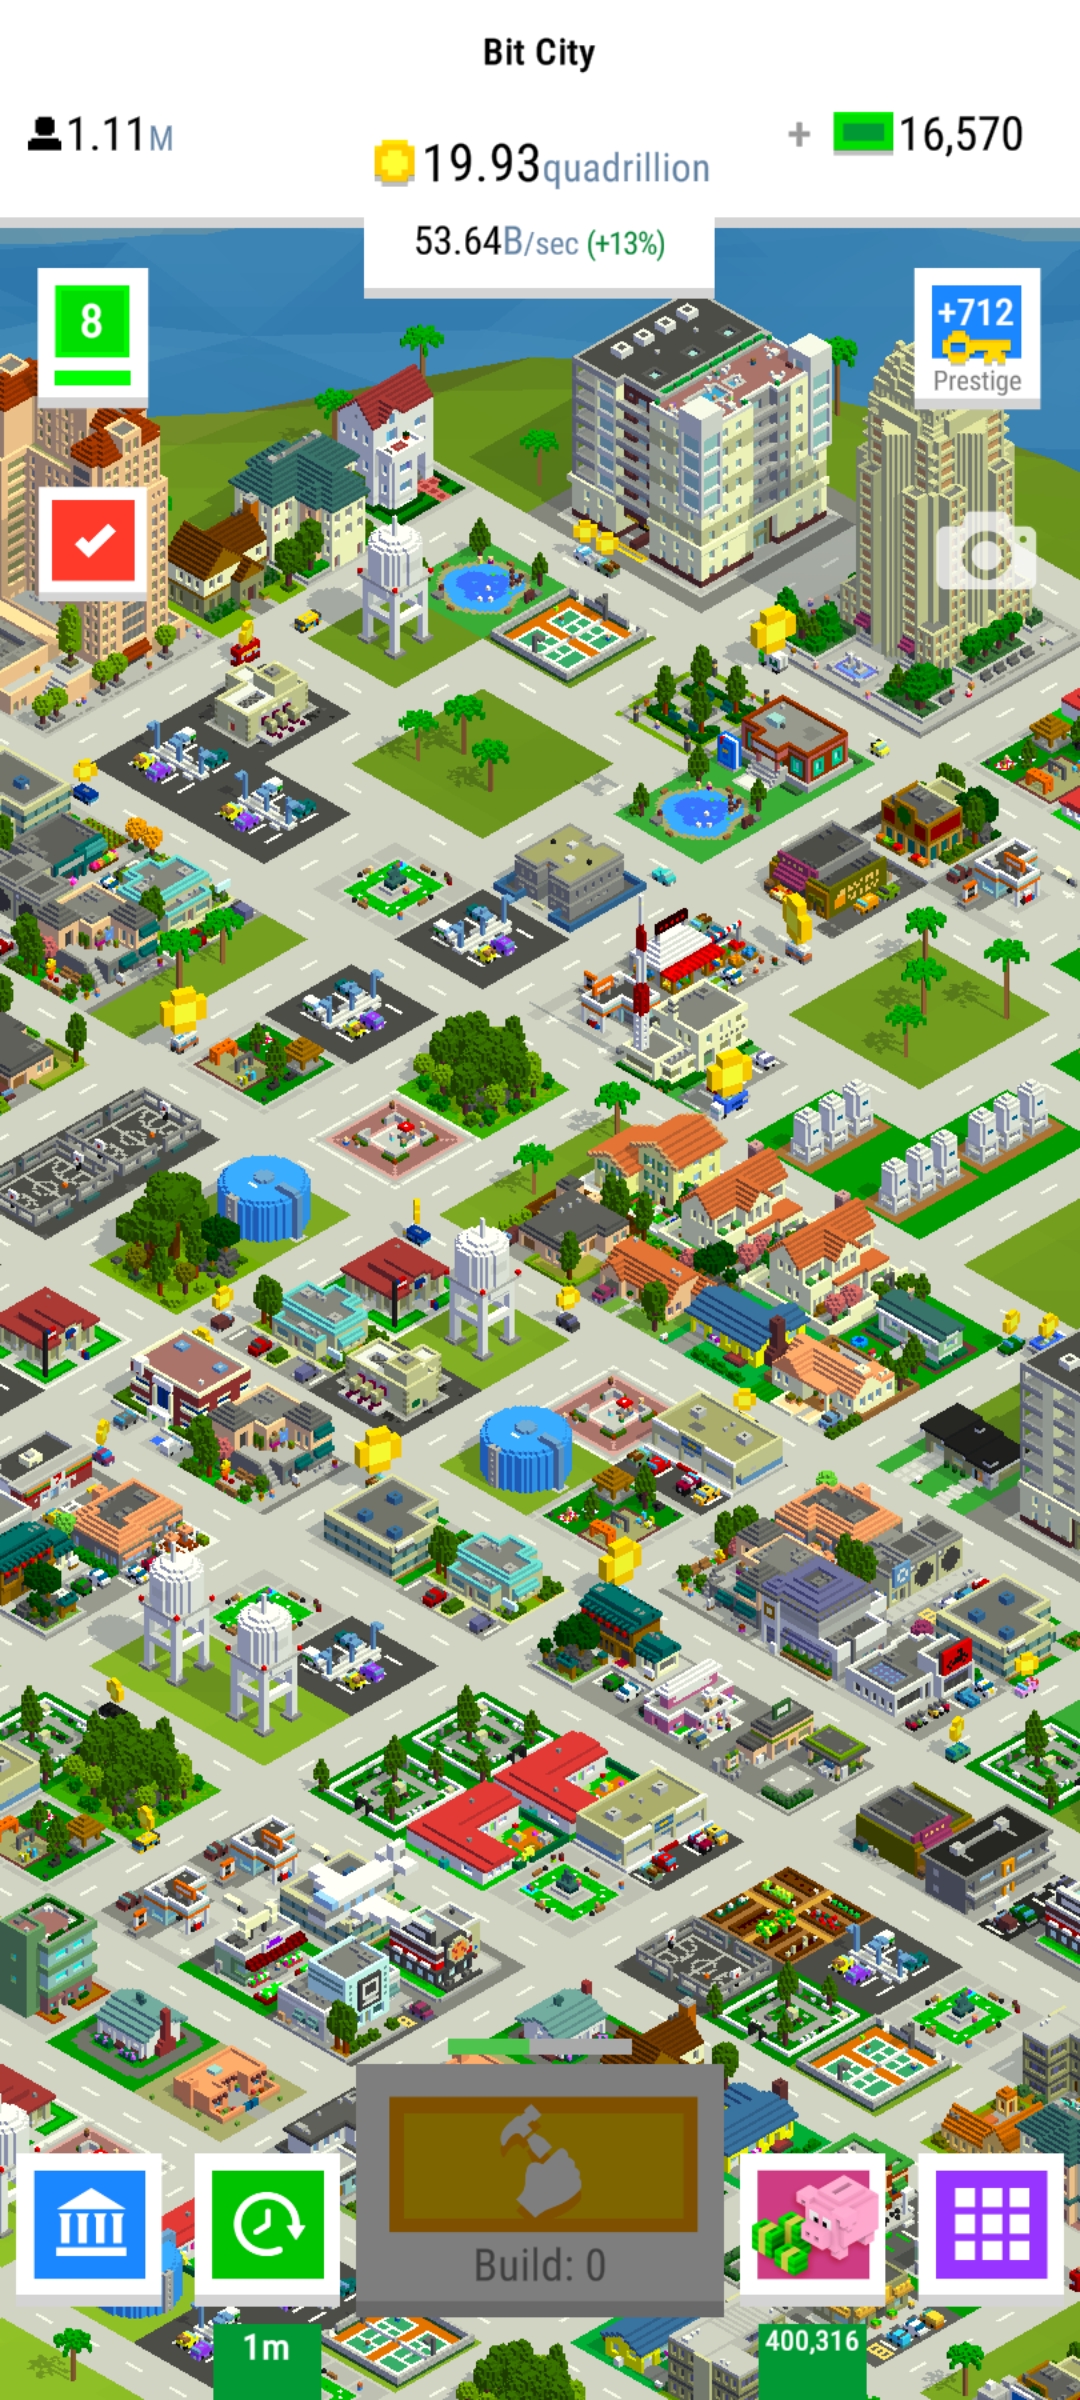 Bit City
1.11M
19.93quadrillion
+ 16,570
53.64B/sec (+13%)
8
+712
Prestige
Build: 0
1m
400,316